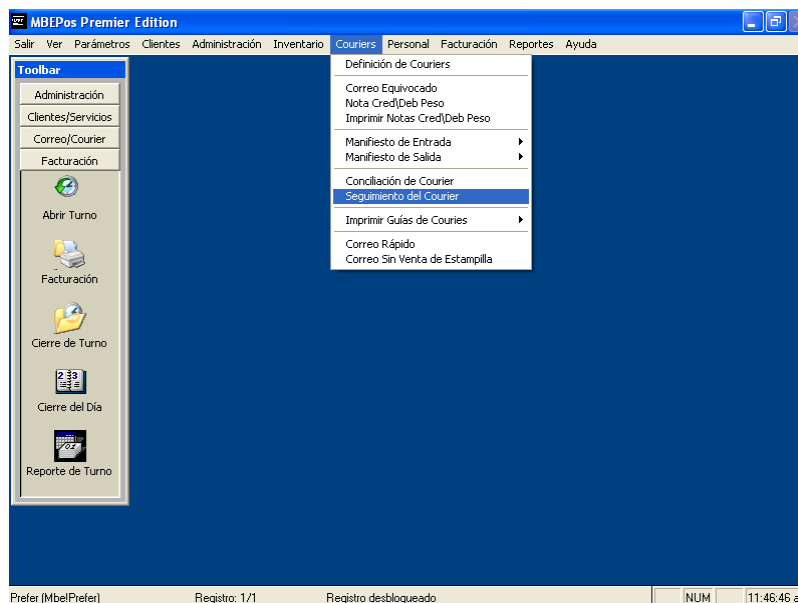 MBEPos Premier Edition
Salir Ver Parámetros Clientes Administración Inventario Couriers Personal Facturación Reportes Ayuda
Toolbar
Administración
Clientes/Servicios
Correo/Courier
Facturación
Abrir Turno
Facturación
Cierre de Turno
Cierre del Día
Reporte de Turno
Definición de Couriers
Correo Equivocado
Nota Cred\Deb Peso
Imprimir Notas Cred\Deb Peso
Manifiesto de Entrada
Manifiesto de Salida
Conciliación de Courier
Seguimiento del Courier
Imprimir Guías de Couries
Correo Rápido
Correo Sin Venta de Estampilla
Prefer (Mbe!Prefer) Registro: 1/1 Registro desbloqueado NUM 11:46:46 a